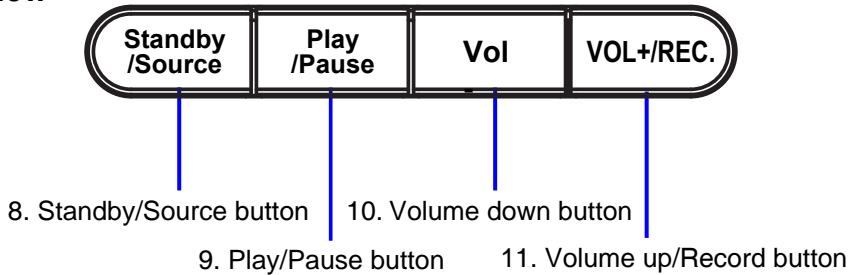 Standby
/Source
Play
/Pause
Vol
VOL+/REC.
8. Standby/Source button
10. Volume down button
9. Play/Pause button
11. Volume up/Record button